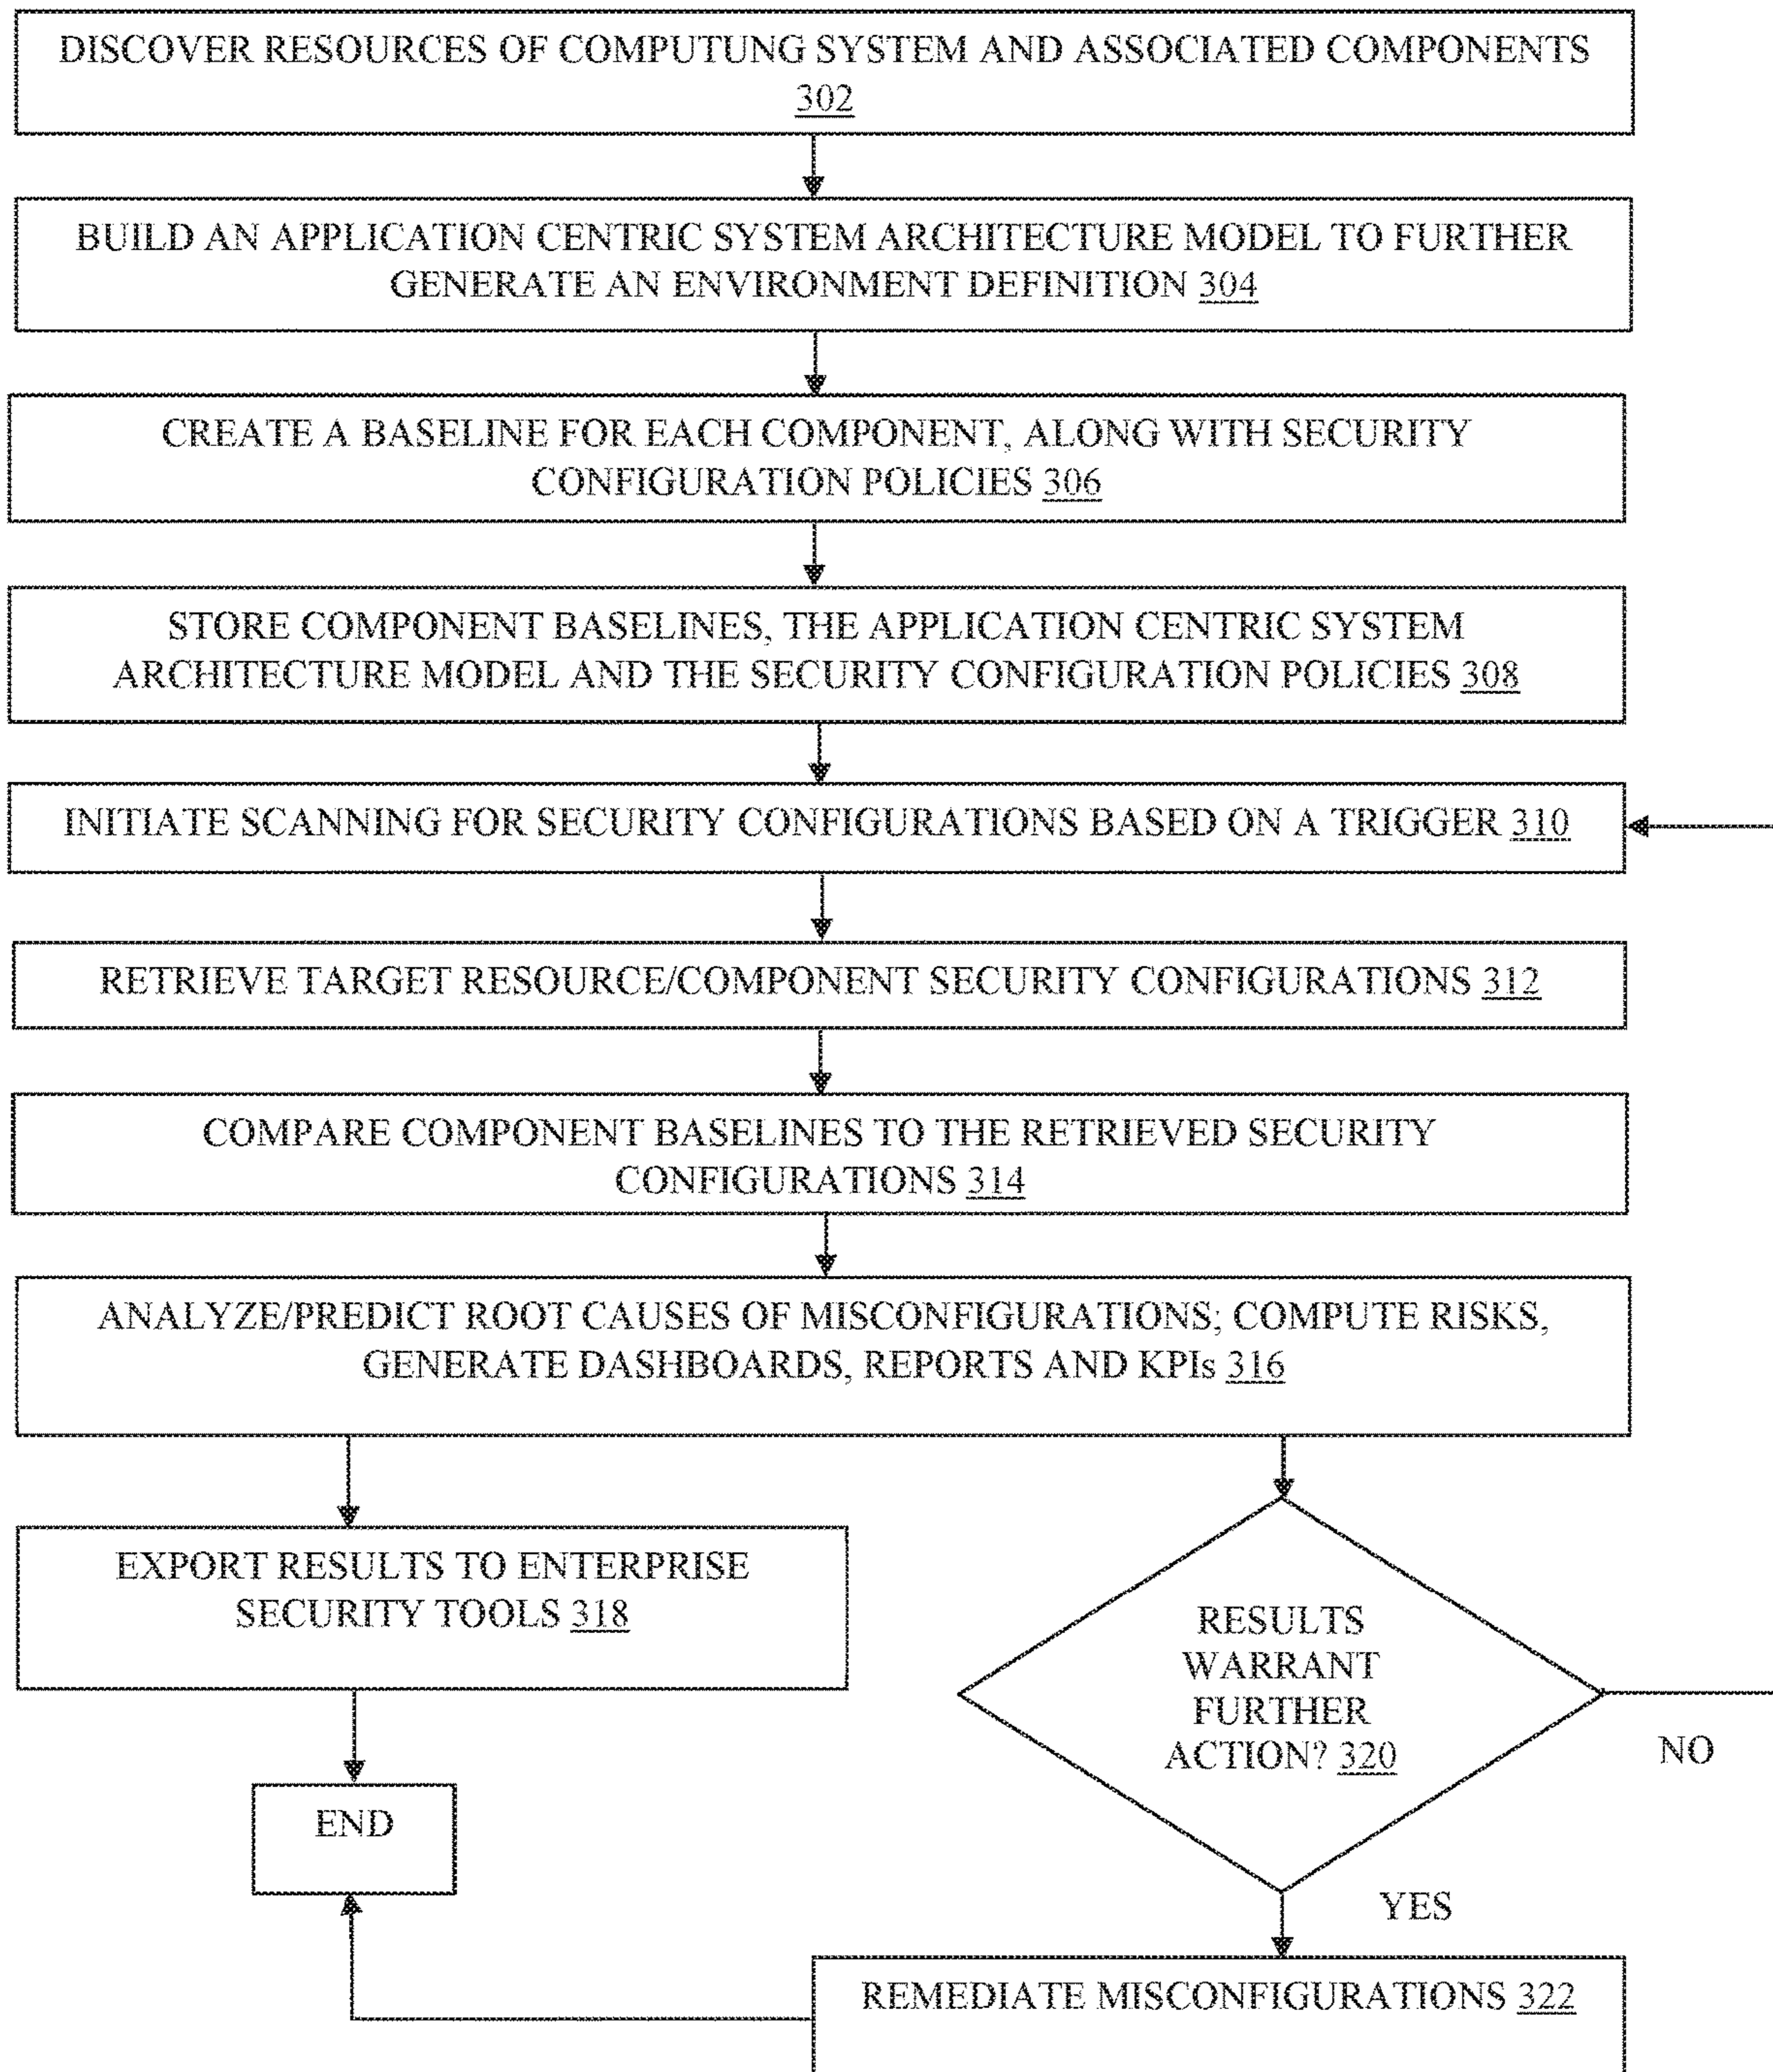 DISCOVER RESOURCES OF COMPUTUNG SYSTEM AND ASSOCIATED COMPONENTS
302
BUILD AN APPLICATION CENTRIC SYSTEM ARCHITECTURE MODEL TO FURTHER
GENERATE AN ENVIRONMENT DEFINITION 304
CREATE A BASELINE FOR EACH COMPONENT, ALONG WITH SECURITY
CONFIGURATION POLICIES 306
STORE COMPONENT BASELINES, THE APPLICATION CENTRIC SYSTEM
ARCHITECTURE MODEL AND THE SECURITY CONFIGURATION POLICIES 308
INITIATE SCANNING FOR SECURITY CONFIGURATIONS BASED ON A TRIGGER 310
RETRIEVE TARGET RESOURCE/COMPONENT SECURITY CONFIGURATIONS 312
COMPARE COMPONENT BASELINES TO THE RETRIEVED SECURITY
CONFIGURATIONS 314
ANALYZE/PREDICT ROOT CAUSES OF MISCONFIGURATIONS; COMPUTE RISKS,
GENERATE DASHBOARDS, REPORTS AND KPIs 316
EXPORT RESULTS TO ENTERPRISE
SECURITY TOOLS 318
RESULTS
WARRANT
FURTHER
ACTION? 320
NO
END
YES
REMEDIATE MISCONFIGURATIONS 322